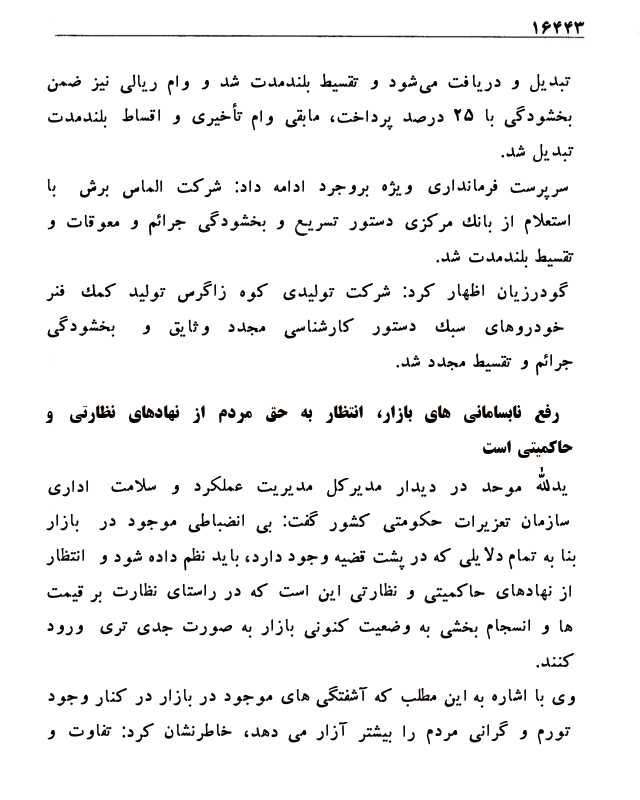 ۱۶۴۴۳
تبدیل و دریافت می‌شود و تقسیط بلندمدت شد و وام ریالی نیز ضمن
بخشودگی با ۲۵ درصد پرداخت، مابقی وام تأخیری و اقساط بلندمدت
تبدیل شد.
سرپرست فرمانداری ویژه بروجرد ادامه داد: شرکت الماس برش با
استعلام از بانك مرکزی دستور تسریع و بخشودگی جرائم و معوقات و
تقسیط بلندمدت شد.
گودرزیان اظهار کرد: شرکت تولیدی کوه زاگرس تولید کمك فنر
خودروهای سبك دستور کارشناسی مجدد وثایق و بخشودگی
جرائم و تقسیط مجدد شد.
رفع نابسامانی های بازار، انتظار به حق مردم از نهادهای نظارتی و
حاکمیتی است
یدالله موحد در دیدار مدیرکل مدیریت عملکرد و سلامت اداری
سازمان تعزیرات حکومتی کشور گفت: بی انضباطی موجود در بازار
بنا به تمام دلایلی که در پشت قضیه وجود دارد، باید نظم داده شود و انتظار
از نهادهای حاکمیتی و نظارتی این است که در راستای نظارت بر قیمت
ها و انسجام بخشی به وضعیت کنونی بازار به صورت جدی تری ورود
کنند.
وی با اشاره به این مطلب که آشفتگی های موجود در بازار در کنار وجود
تورم و گرانی مردم را بیشتر آزار می دهد، خاطرنشان کرد: تفاوت و